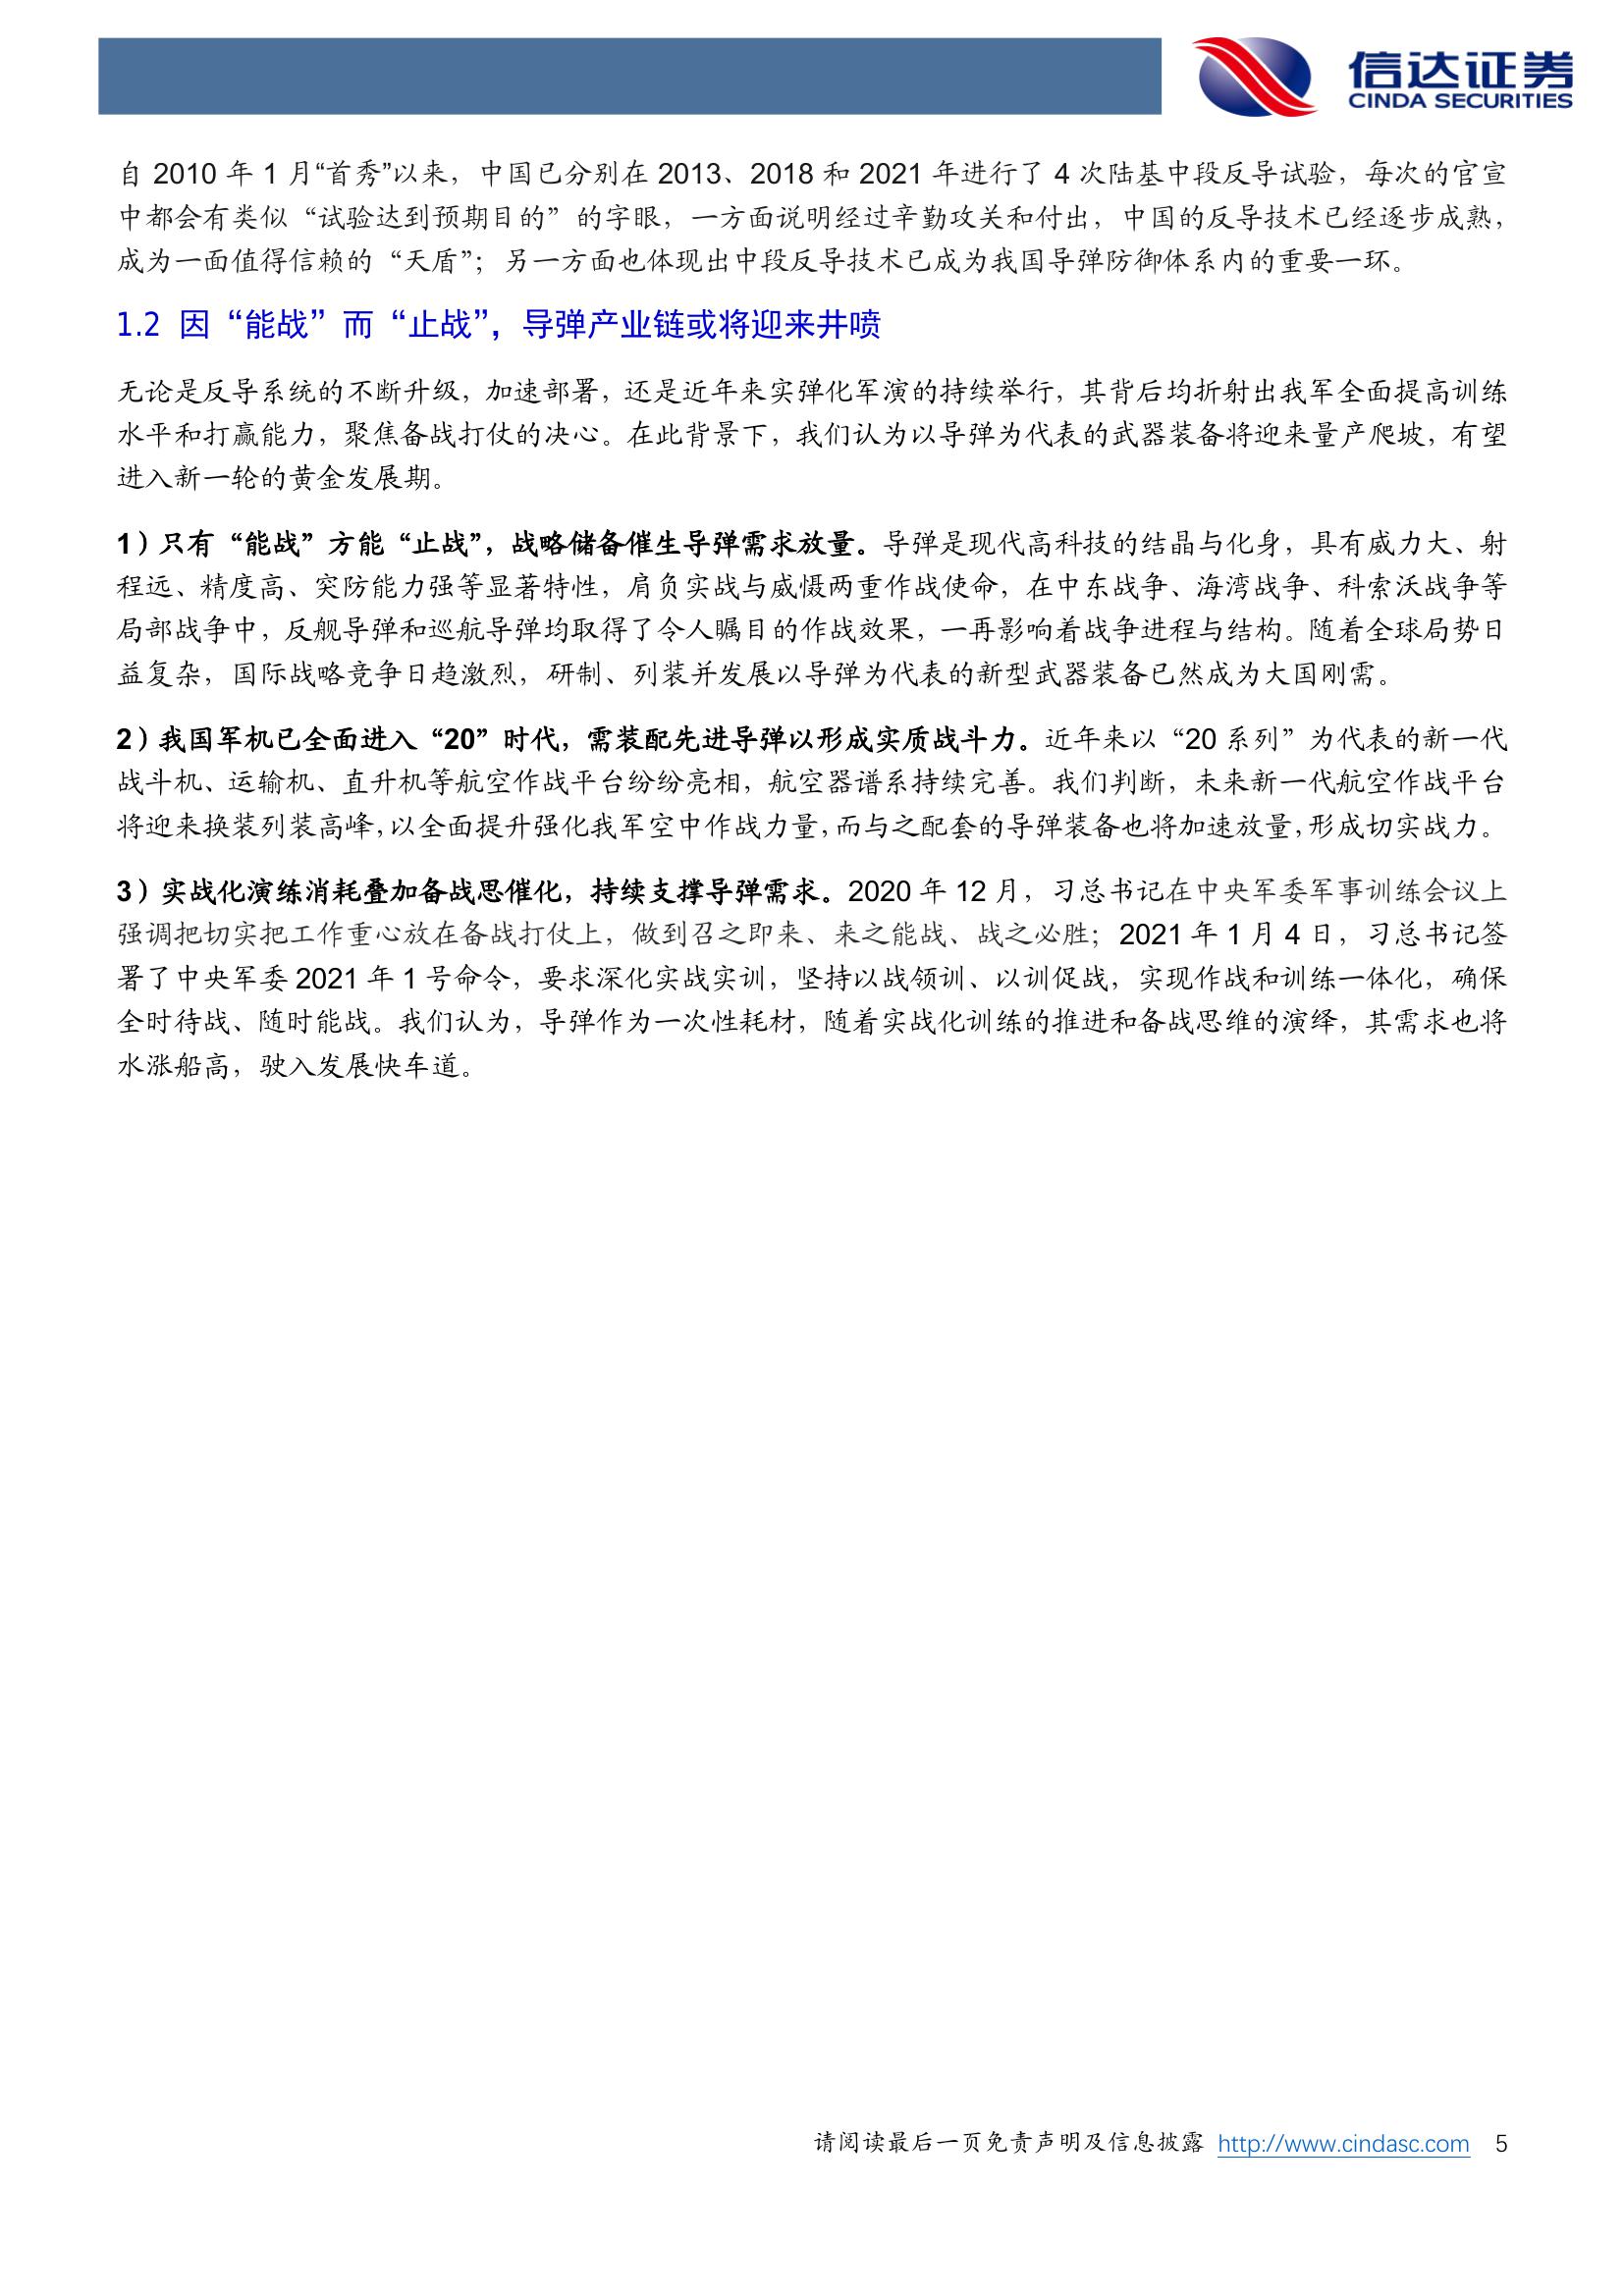 信达证券
CINDA SECURITIES
自 2010 年 1 月“首秀”以来，中国已分别在 2013、2018 和 2021 年进行了 4 次陆基中段反导试验，每次的官宣
中都会有类似“试验达到预期目的”的字眼，一方面说明经过辛勤攻关和付出，中国的反导技术已经逐步成熟，
成为一面值得信赖的“天盾”；另一方面也体现出中段反导技术已成为我国导弹防御体系内的重要一环。
1.2 因“能战”而“止战”，导弹产业链或将迎来井喷
无论是反导系统的不断升级，加速部署，还是近年来实弹化军演的持续举行，其背后均折射出我军全面提高训练
水平和打赢能力，聚焦备战打仗的决心。在此背景下，我们认为以导弹为代表的武器装备将迎来量产爬坡，有望
进入新一轮的黄金发展期。
1）只有“能战”方能“止战”，战略储备催生导弹需求放量。导弹是现代高科技的结晶与化身，具有威力大、射
程远、精度高、突防能力强等显著特性，肩负实战与威慑两重作战使命，在中东战争、海湾战争、科索沃战争等
局部战争中，反舰导弹和巡航导弹均取得了令人瞩目的作战效果，一再影响着战争进程与结构。随着全球局势日
益复杂，国际战略竞争日趋激烈，研制、列装并发展以导弹为代表的新型武器装备已然成为大国刚需。
2）我国军机已全面进入“20”时代，需装配先进导弹以形成实质战斗力。近年来以“20 系列”为代表的新一代
战斗机、运输机、直升机等航空作战平台纷纷亮相，航空器谱系持续完善。我们判断，未来新一代航空作战平台
将迎来换装列装高峰，以全面提升强化我军空中作战力量，而与之配套的导弹装备也将加速放量，形成切实战力。
3）实战化演练消耗叠加备战思催化，持续支撑导弹需求。2020 年 12 月，习总书记在中央军委军事训练会议上
强调把切实把工作重心放在备战打仗上，做到召之即来、来之能战、战之必胜；2021 年 1 月 4 日，习总书记签
署了中央军委 2021 年 1 号命令，要求深化实战实训，坚持以战领训、以训促战，实现作战和训练一体化，确保
全时待战、随时能战。我们认为，导弹作为一次性耗材，随着实战化训练的推进和备战思维的演绎，其需求也将
水涨船高，驶入发展快车道。
请阅读最后一页免责声明及信息披露 http://www.cindasc.com 5